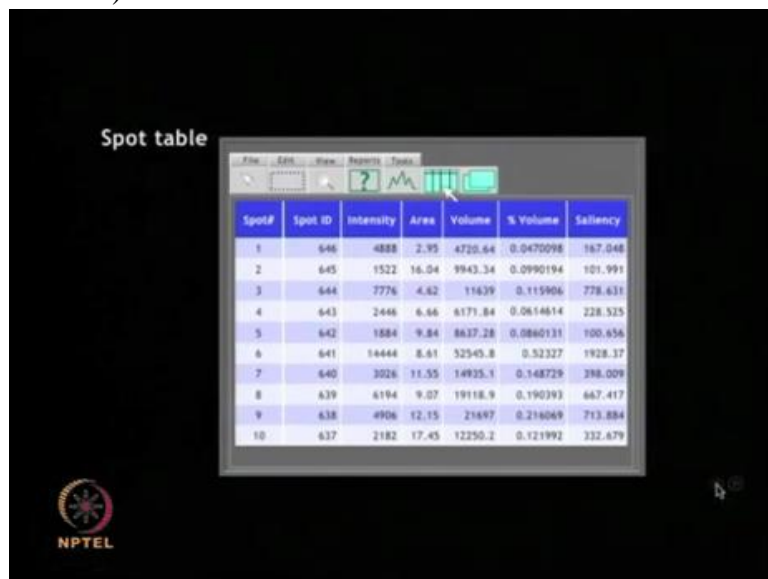 )
Spot table
File Edit View Reports Tasks
?
Spot# Spot ID Intensity Area Volume % Volume Saliency
1 646 4888 2.95 4720.64 0.0470098 167.048
2 645 1522 16.04 9943.34 0.0990194 101.991
3 644 7776 4.62 11639 0.115906 778.631
4 643 2446 6.66 6171.84 0.0614614 228.525
5 642 1884 9.84 8637.28 0.0860131 100.656
6 641 14444 8.61 52545.8 0.52327 1928.37
7 640 3026 11.55 14935.1 0.148729 398.009
8 639 6194 9.07 19118.9 0.190393 667.417
9 638 4906 12.15 21697 0.216069 713.884
10 637 2182 17.45 12250.2 0.121992 332.679
NPTEL